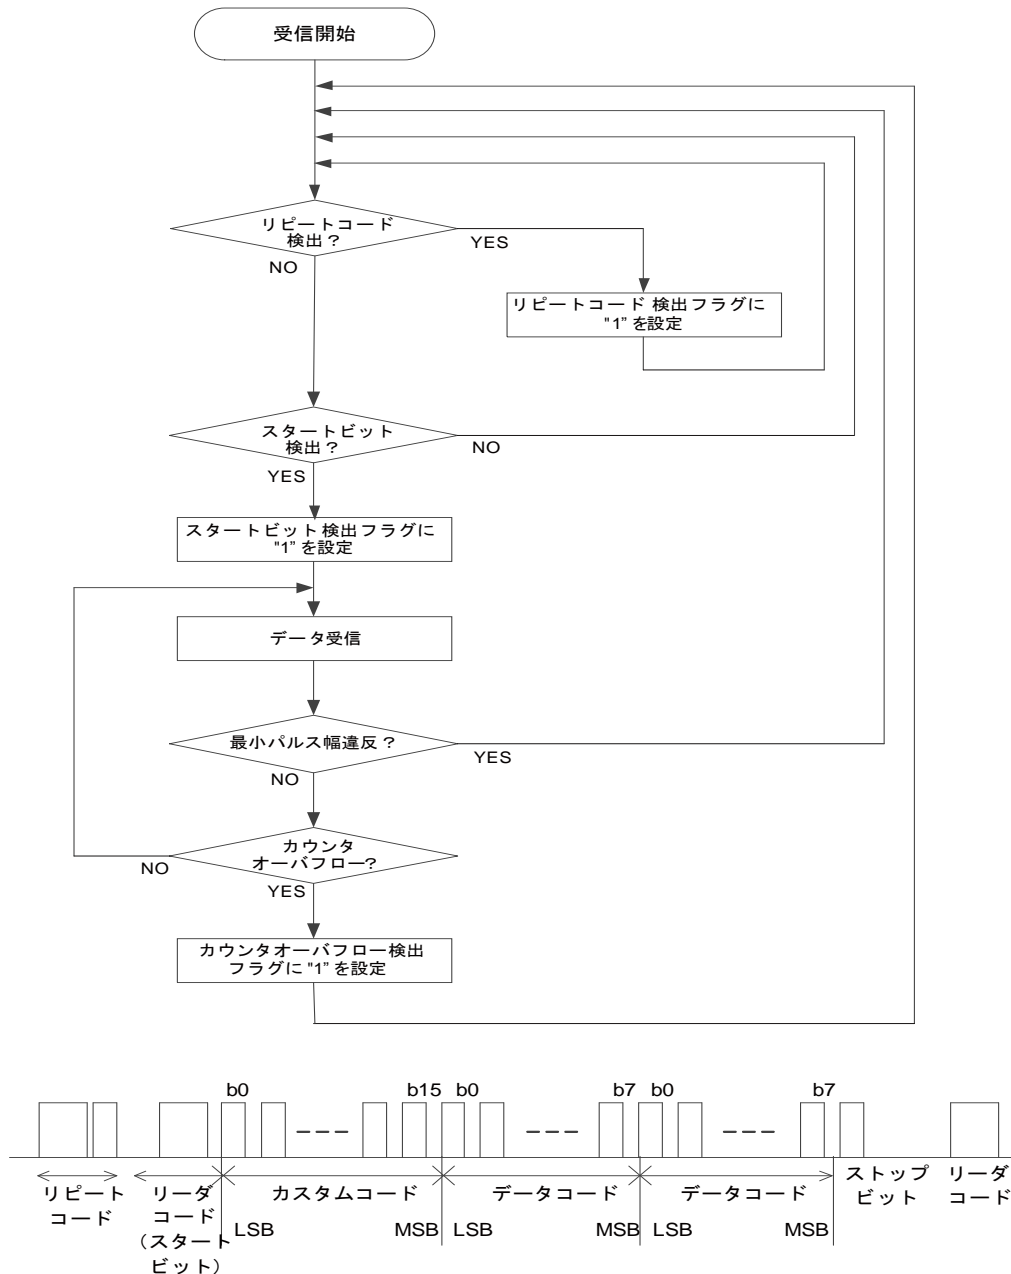 受信開始
リピートコード
検出？
YES
NO
リピートコード 検出フラグに
"1" を設定
スタートビット
検出？
NO
YES
スタートビット 検出フラグに
"1" を設定
データ受信
最小パルス幅違反？
YES
NO
カウンタ
オーバフロー?
NO
YES
カウンタオーバフロー検出
フラグに "1" を設定
b0 b15 b0 b7 b0 b7
リピート
コード
リーダ
コード
（スタート
ビット）
カスタムコード
データコード
データコード
ストップ
ビット
リーダ
コード
LSB MSB LSB MSB LSB MSB